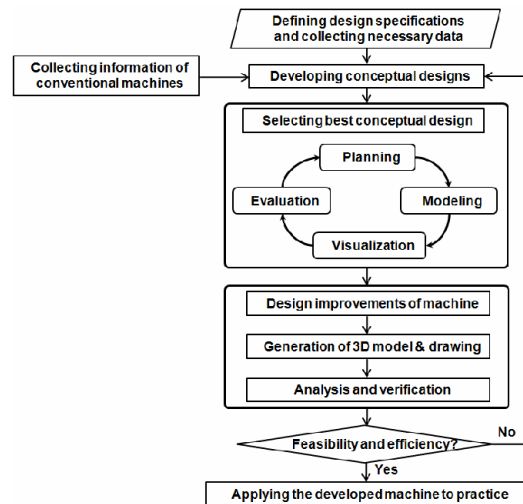 Defining design specifications
and collecting necessary data
Collecting information of
conventional machines
Developing conceptual designs
Selecting best conceptual design
Planning
Evaluation
Modeling
Visualization
Design improvements of machine
Generation of 3D model & drawing
Analysis and verification
Feasibility and efficiency?
No
Yes
Applying the developed machine to practice